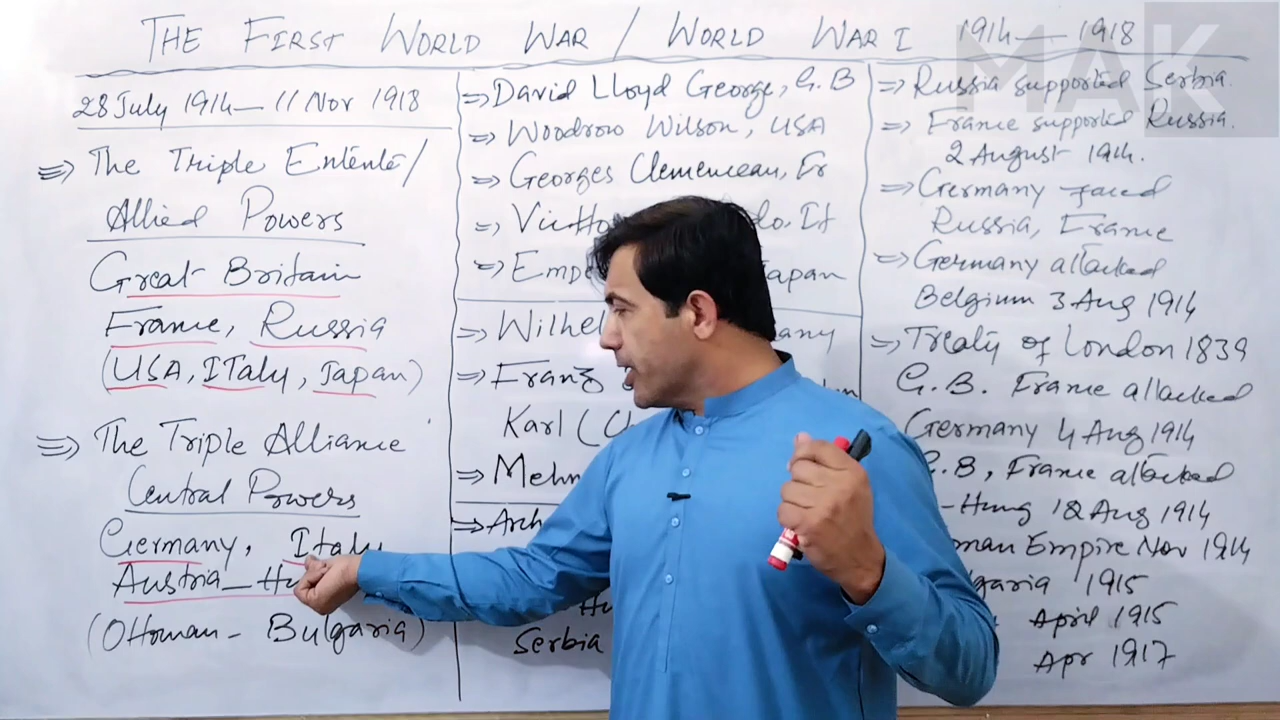 THE FIRST WORLD WAR / WORLD WAR I 1914 — 1918
MAK
28 July 1914 — 11 Nov 1918
⇒ The Triple Entente /
Allied Powers
Great Britain
France, Russia
(USA, ITaly, Japan)
⇒ The Triple Alliance
Central Powers
Germany, Italy
Austria – Hu
(Ottoman - Bulgaria)
⇒ David Lloyd George, G.B
⇒ Woodrow Wilson, USA
⇒ Georges Clemenceau, Fr
⇒ Vitto do. It
⇒ Empe Japan
⇒ Wilhel many
⇒ Franz
Karl (
⇒ Mehm
⇒ Arch
Hu
Serbia
⇒ Russia supported Serbia.
⇒ France supported Russia.
2 August 1914.
⇒ Germany faced
Russia, France
⇒ Germany attacked
Belgium 3 Aug 1914
⇒ Treaty of London 1839
G.B. France attacked
Germany 4 Aug 1914
G.B, France attacked
- Hung 12 Aug 1914
man Empire Nov 1914
lgaria 1915
April 1915
Apr 1917